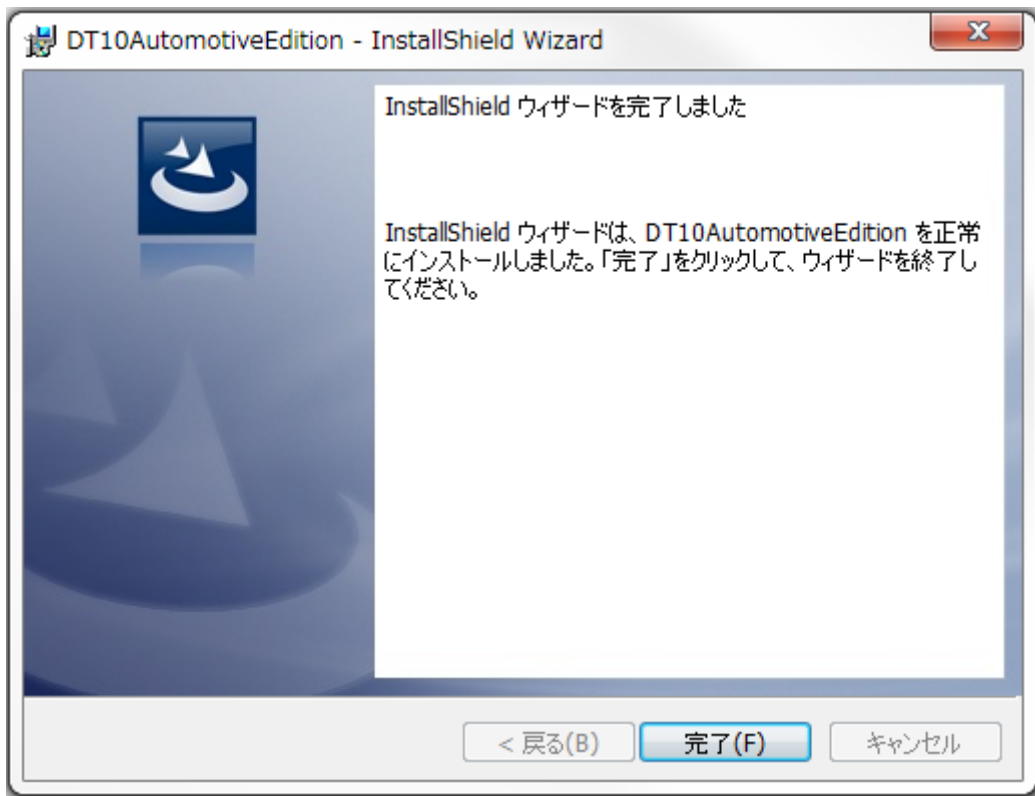 DT10AutomotiveEdition - InstallShield Wizard
InstallShield ウィザードを完了しました
InstallShield ウィザードは、DT10AutomotiveEdition を正常
にインストールしました。「完了」をクリックして、ウィザードを終了し
てください。
< 戻る(B) 完了(F) キャンセル